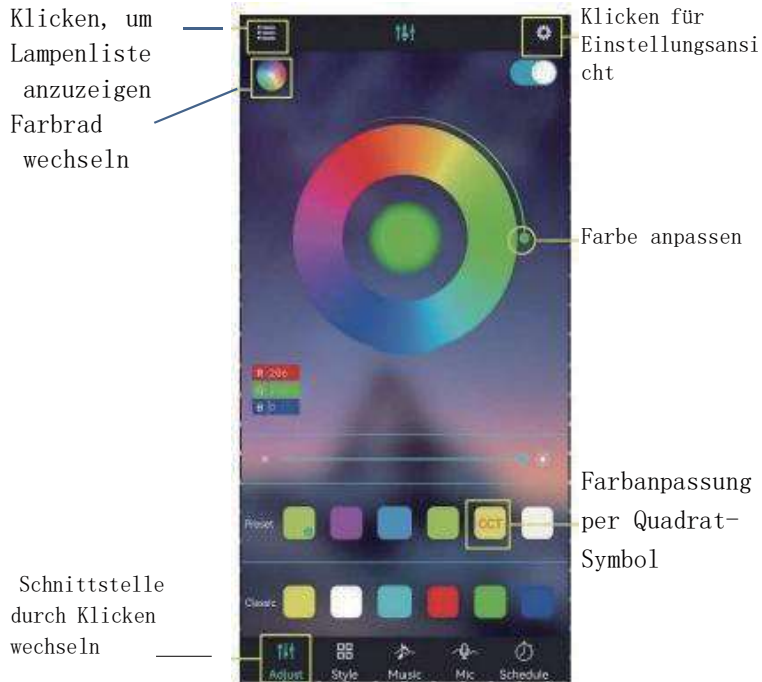 Klicken, um
Lampenliste
anzuzeigen
Farbrad
wechseln
Klicken für
Einstellungsansi
cht
Farbe anpassen
R 206
B 0
Farbanpassung
per Quadrat-
Symbol
Preset
CCT
Classic
Schnittstelle
durch Klicken
wechseln
Adjust Style Music Mic Schedule